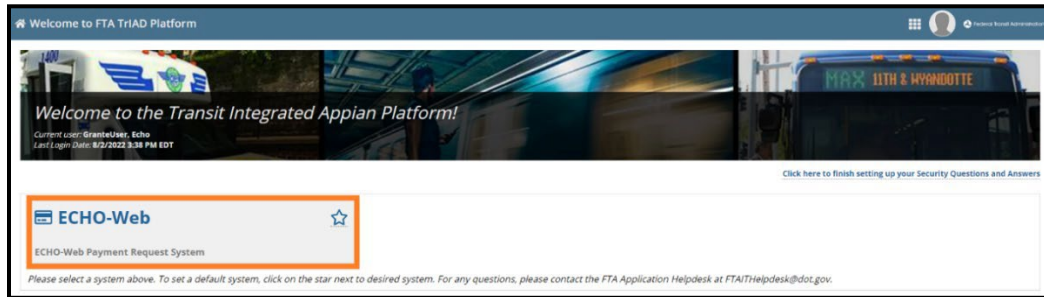 Welcome to FTA TrIAD Platform
Federal Transit Administration
1400
MAX 11TH & WYANDOTTE
Welcome to the Transit Integrated Appian Platform!
Current user: GranteUser, Echo
Last Login Date: 8/2/2022 3:38 PM EDT
Click here to finish setting up your Security Questions and Answers
ECHO-Web
ECHO-Web Payment Request System
Please select a system above. To set a default system, click on the star next to desired system. For any questions, please contact the FTA Application Helpdesk at FTAITHelpdesk@dot.gov.